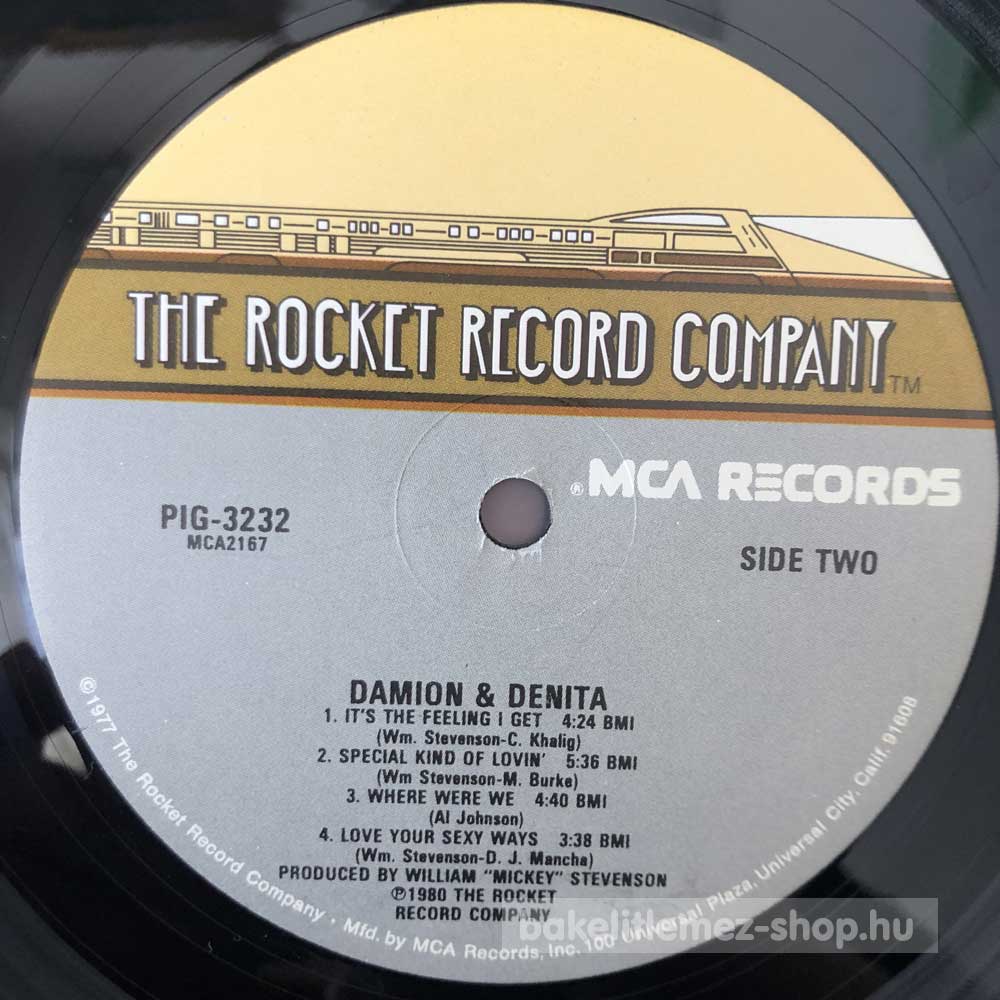 THE ROCKET RECORD COMPANY™
® MCA RECORDS
PIG-3232
MCA2167
SIDE TWO
DAMION & DENITA
1. IT'S THE FEELING I GET 4:24 BMI
(Wm. Stevenson-C. Khalig)
2. SPECIAL KIND OF LOVIN' 5:36 BMI
(Wm Stevenson-M. Burke)
3. WHERE WERE WE 4:40 BMI
(Al Johnson)
4. LOVE YOUR SEXY WAYS 3:38 BMI
(Wm. Stevenson-D. J. Mancha)
PRODUCED BY WILLIAM "MICKEY" STEVENSON
℗1980 THE ROCKET
RECORD COMPANY
©1977 The Rocket Record Company • Mfd. by MCA Records, Inc. 100 Universal Plaza, Universal City, Calif. 91608
bakelitlemez-shop.hu